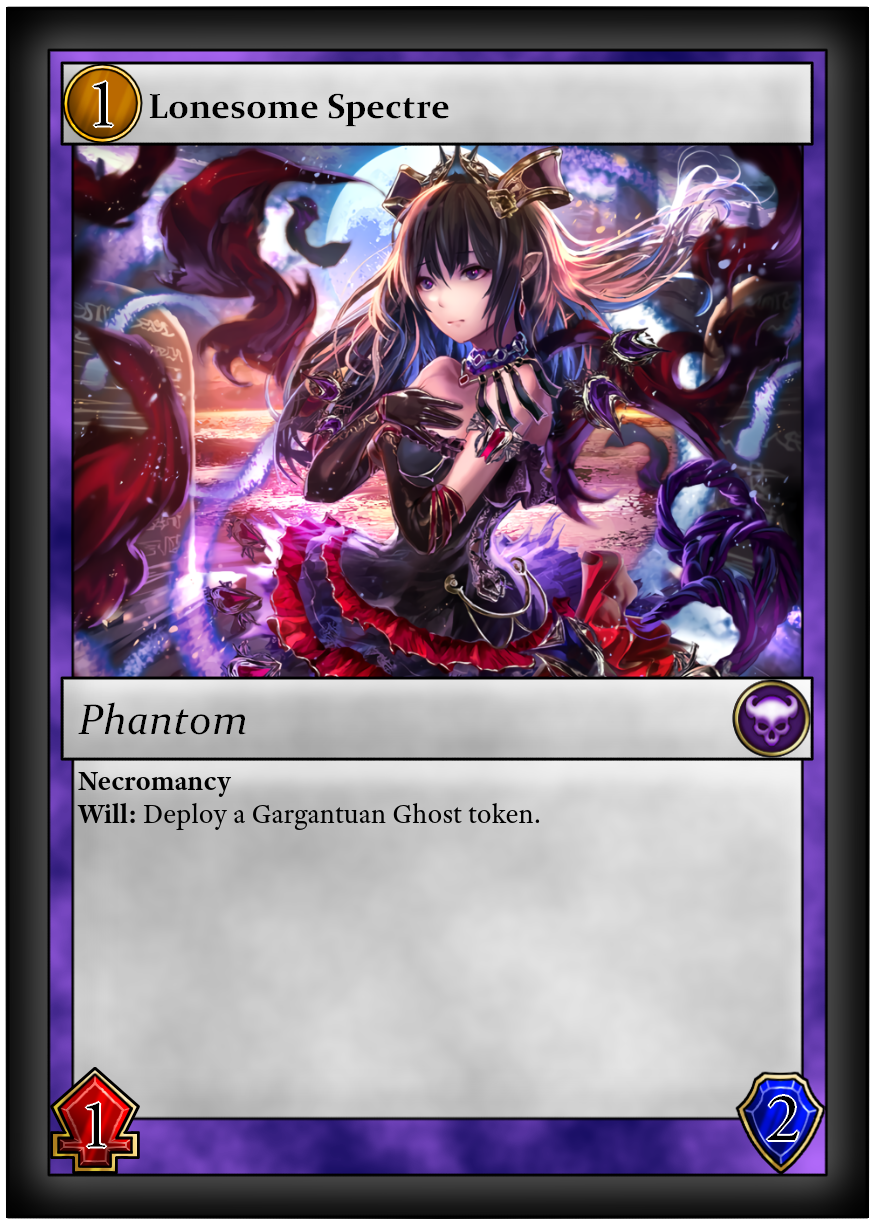 1 Lonesome Spectre
Phantom
Necromancy
Will: Deploy a Gargantuan Ghost token.
1
2